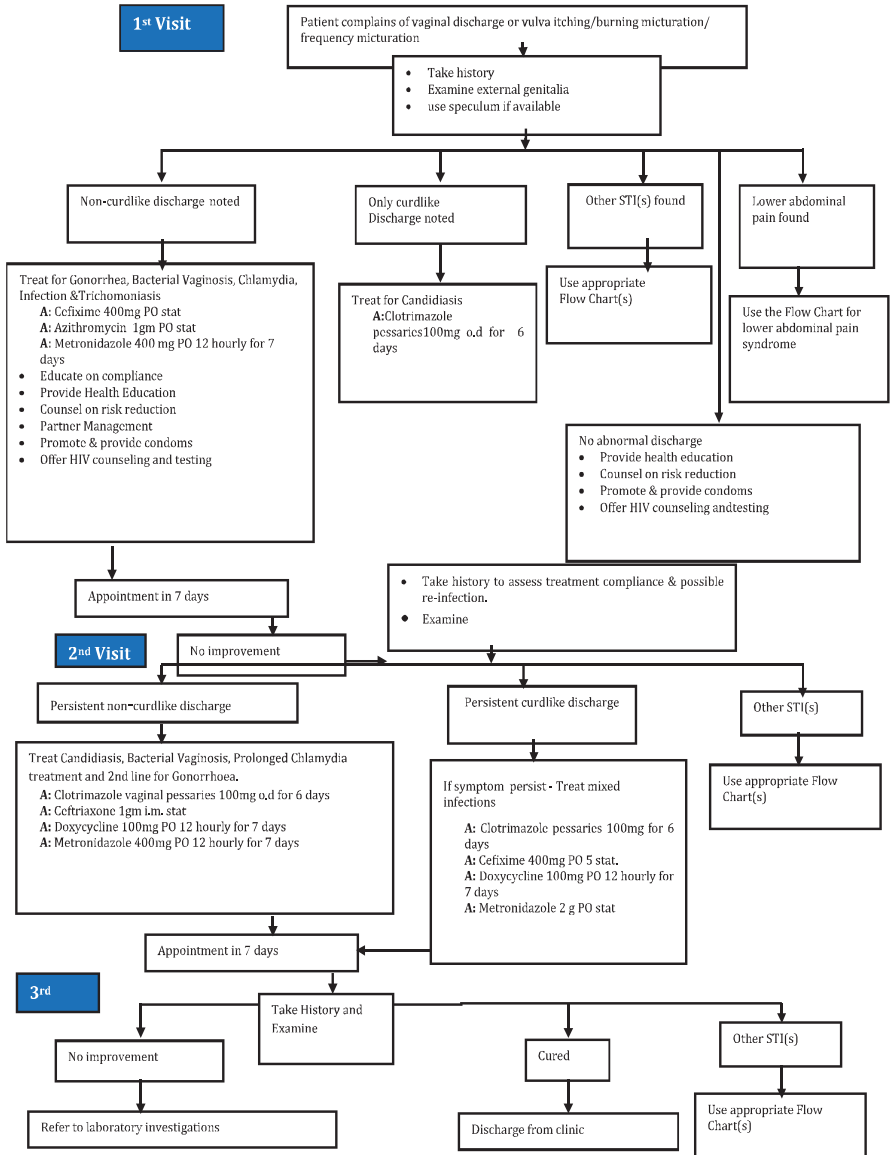 1st Visit
Patient complains of vaginal discharge or vulva itching/burning micturation/
frequency micturation
• Take history
• Examine external genitalia
• use speculum if available
Non-curdlike discharge noted
Only curdlike
Discharge noted
Other STI(s) found
Lower abdominal
pain found
Treat for Gonorrhea, Bacterial Vaginosis, Chlamydia,
Infection &Trichomoniasis
A: Cefixime 400mg PO stat
A: Azithromycin 1gm PO stat
A: Metronidazole 400 mg PO 12 hourly for 7
days
• Educate on compliance
• Provide Health Education
• Counsel on risk reduction
• Partner Management
• Promote & provide condoms
• Offer HIV counseling and testing
Treat for Candidiasis
A:Clotrimazole
pessaries100mg o.d for 6
days
Use appropriate
Flow Chart(s)
Use the Flow Chart for
lower abdominal pain
syndrome
No abnormal discharge
• Provide health education
• Counsel on risk reduction
• Promote & provide condoms
• Offer HIV counseling andtesting
Appointment in 7 days
• Take history to assess treatment compliance & possible
re-infection.
• Examine
2nd Visit
No improvement
Persistent non-curdlike discharge
Persistent curdlike discharge
Other STI(s)
Treat Candidiasis, Bacterial Vaginosis, Prolonged Chlamydia
treatment and 2nd line for Gonorrhoea.
A: Clotrimazole vaginal pessaries 100mg o.d for 6 days
A: Ceftriaxone 1gm i.m. stat
A: Doxycycline 100mg PO 12 hourly for 7 days
A: Metronidazole 400mg PO 12 hourly for 7 days
If symptom persist - Treat mixed
infections
A: Clotrimazole pessaries 100mg for 6
days
A: Cefixime 400mg PO 5 stat.
A: Doxycycline 100mg PO 12 hourly for
7 days
A: Metronidazole 2 g PO stat
Use appropriate Flow
Chart(s)
Appointment in 7 days
3rd
Take History and
Examine
No improvement
Cured
Other STI(s)
Refer to laboratory investigations
Discharge from clinic
Use appropriate Flow
Chart(s)